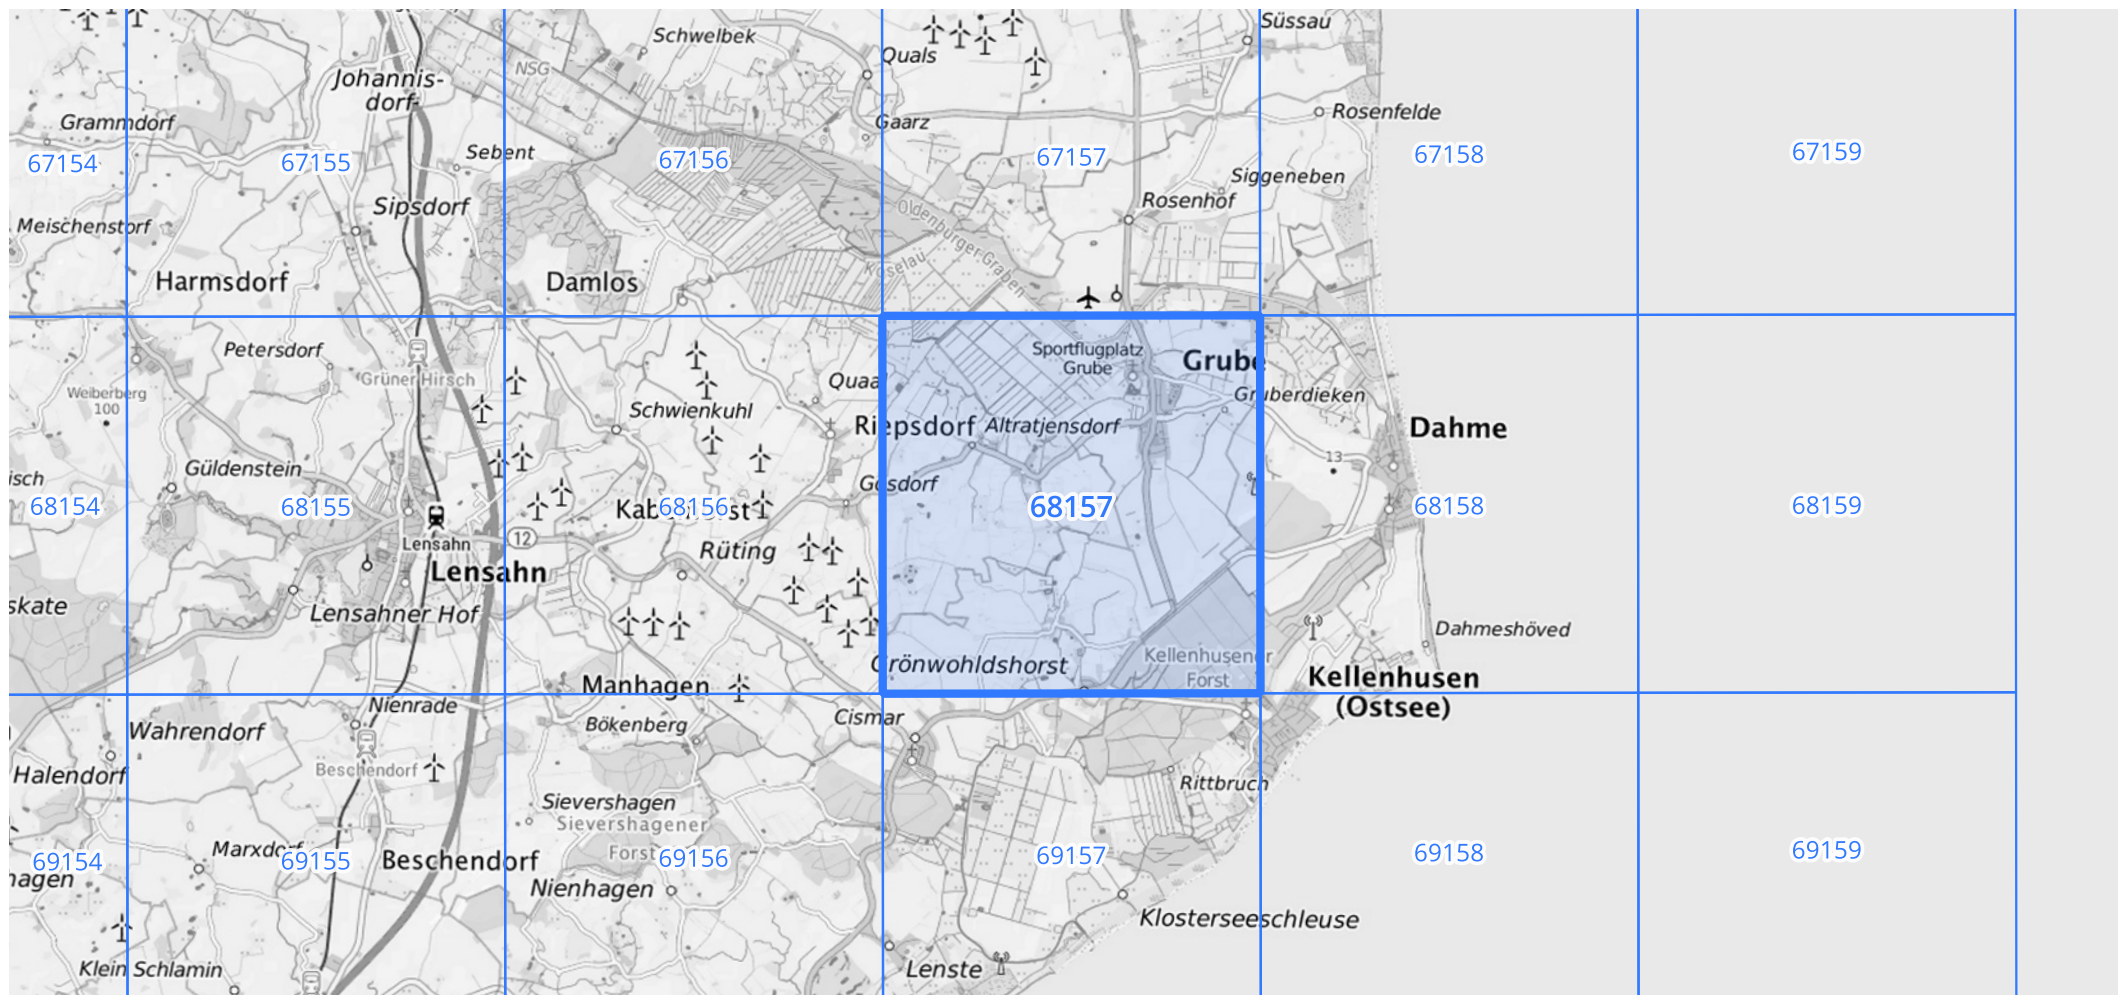 Süssau
Schwelbek
Quals
NSG
Johannis-
dorf
Rosenfelde
Grammdorf
Gaarz
67154
67155
Sebent
67156
67157
67158
67159
Siggeneben
Rosenhof
Sipsdorf
Meischenstorf
Oldenburger-Graben
Koselau
Harmsdorf
Damlos
Petersdorf
Sportflugplatz
Grube
Grube
Grüner Hirsch
Quaal
Weiberberg
100
Gruberdieken
Schwienkuhl
Riepsdorf
Altratjensdorf
Dahme
13
Güldenstein
isch
Gosdorf
68154
68155
68156
68157
68158
68159
12
Lensahn
Rüting
Lensahn
skate
Lensahner Hof
Dahmeshöved
Grönwohldshorst
Kellenhusener
Forst
Kellenhusen
(Ostsee)
Manhagen
Nienrade
Cismar
Bökenberg
Wahrendorf
Halendorf
Beschendorf
Rittbruch
Sievershagen
Sievershagener
Forst
Marxdorf
69154
69155
Beschendorf
69156
69157
69158
69159
hagen
Nienhagen
Klosterseeschleuse
Klein Schlamin
Lenste